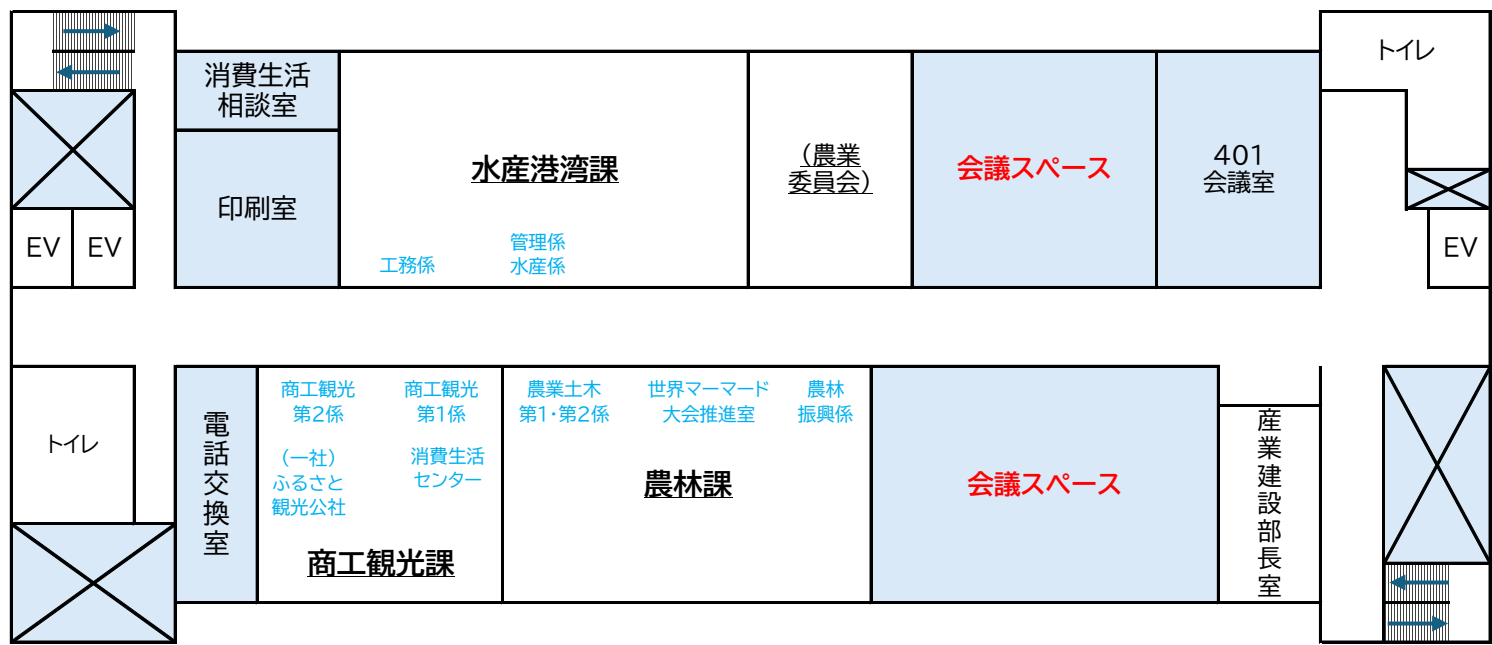 トイレ
消費生活
相談室
印刷室
水産港湾課
工務係
管理係
水産係
（農業
委員会）
会議スペース
401
会議室
EV
EV
EV
トイレ
電話交換室
商工観光
第2係
商工観光
第1係
（一社）
ふるさと
観光公社
消費生活
センター
商工観光課
農業土木
第1・第2係
世界マーマード
大会推進室
農林
振興係
農林課
会議スペース
産業建設部長室